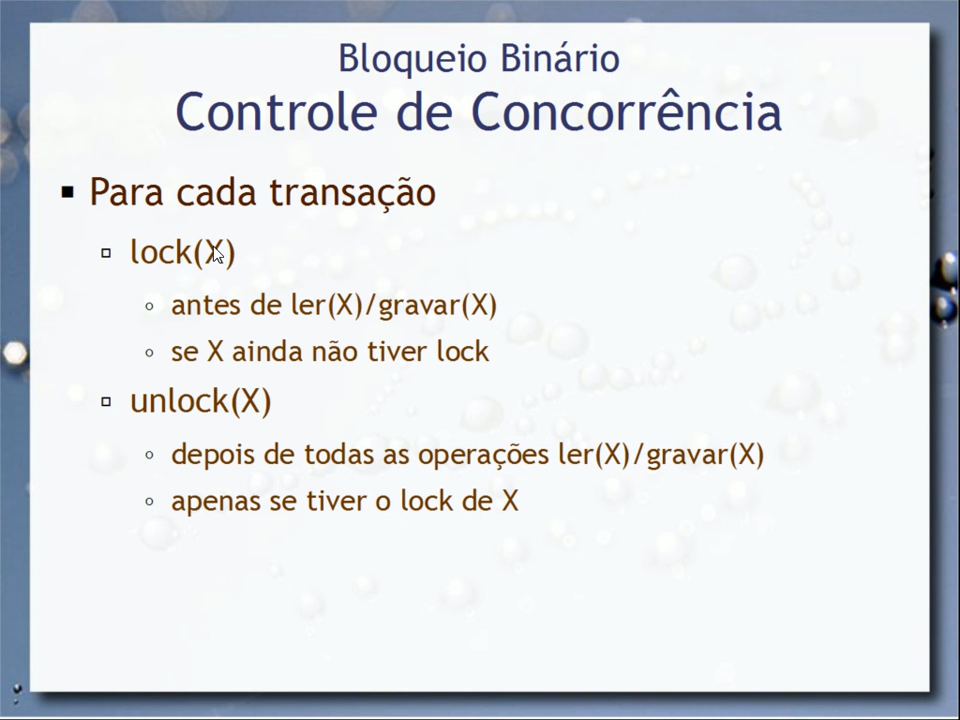 Bloqueio Binário
Controle de Concorrência
Para cada transação
lock(X)
antes de ler(X)/gravar(X)
se X ainda não tiver lock
unlock(X)
depois de todas as operações ler(X)/gravar(X)
apenas se tiver o lock de X